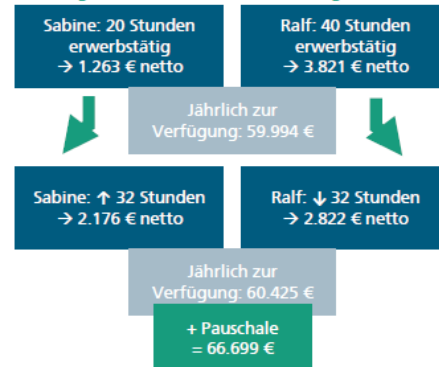 Sabine: 20 Stunden
erwerbstätig
→ 1.263 € netto
Ralf: 40 Stunden
erwerbstätig
→ 3.821 € netto
Jährlich zur
Verfügung: 59.994 €
Sabine: ↑ 32 Stunden
→ 2.176 € netto
Ralf: ↓ 32 Stunden
→ 2.822 € netto
Jährlich zur
Verfügung: 60.425 €
+ Pauschale
= 66.699 €